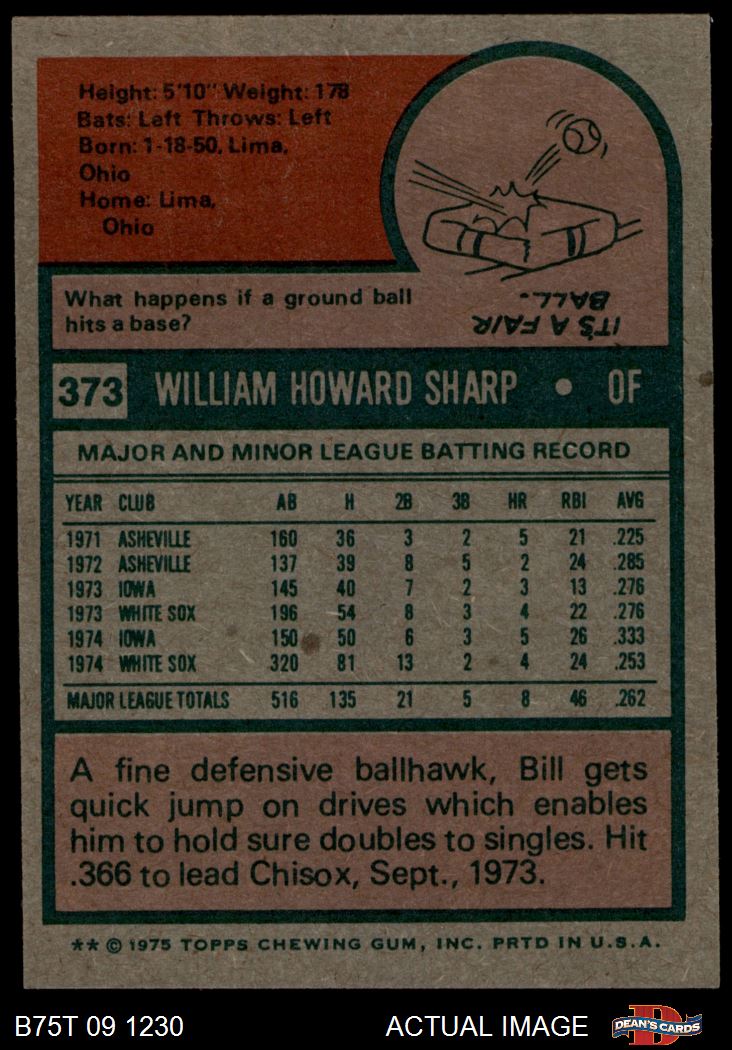 Height: 5'10" Weight: 178
Bats: Left Throws: Left
Born: 1-18-50, Lima,
Ohio
Home: Lima,
Ohio
What happens if a ground ball
hits a base?
IT'S A FAIR
BALL.
373 WILLIAM HOWARD SHARP • OF
MAJOR AND MINOR LEAGUE BATTING RECORD
YEAR CLUB AB H 2B 3B HR RBI AVG
1971 ASHEVILLE 160 36 3 2 5 21 .225
1972 ASHEVILLE 137 39 8 5 2 24 .285
1973 IOWA 145 40 7 2 3 13 .276
1973 WHITE SOX 196 54 8 3 4 22 .276
1974 IOWA 150 50 6 3 5 26 .333
1974 WHITE SOX 320 81 13 2 4 24 .253
MAJOR LEAGUE TOTALS 516 135 21 5 8 46 .262
A fine defensive ballhawk, Bill gets
quick jump on drives which enables
him to hold sure doubles to singles. Hit
.366 to lead Chisox, Sept., 1973.
** © 1975 TOPPS CHEWING GUM, INC. PRTD IN U.S.A.
B75T 09 1230 ACTUAL IMAGE D DEAN'S CARDS